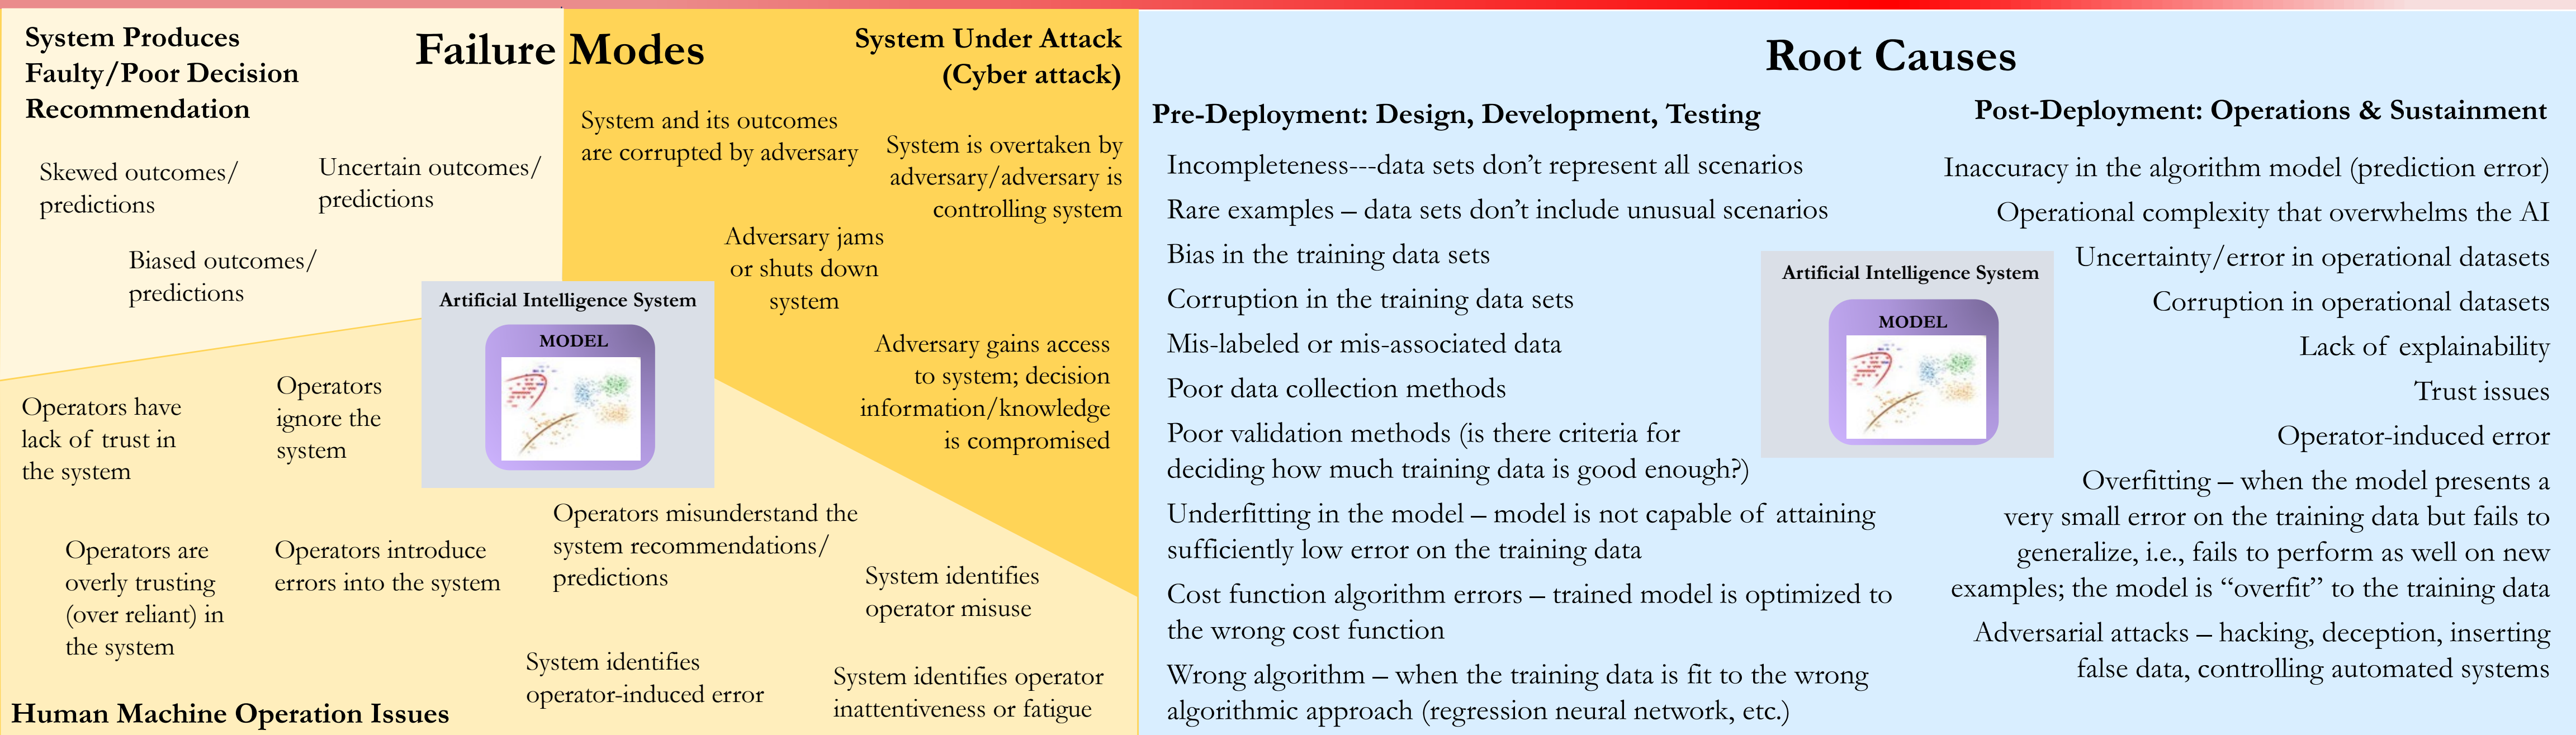 Failure Modes
System Produces
Faulty/Poor Decision
Recommendation
Skewed outcomes/
predictions
Uncertain outcomes/
predictions
Biased outcomes/
predictions
System Under Attack
(Cyber attack)
System and its outcomes
are corrupted by adversary
System is overtaken by
adversary/adversary is
controlling system
Adversary jams
or shuts down
system
Adversary gains access
to system; decision
information/knowledge
is compromised
Artificial Intelligence System
MODEL
Operators have
lack of trust in
the system
Operators
ignore the
system
Operators are
overly trusting
(over reliant) in
the system
Operators introduce
errors into the system
Operators misunderstand the
system recommendations/
predictions
System identifies
operator misuse
System identifies
operator-induced error
System identifies operator
inattentiveness or fatigue
Human Machine Operation Issues
Root Causes
Pre-Deployment: Design, Development, Testing
Incompleteness---data sets don’t represent all scenarios
Rare examples – data sets don’t include unusual scenarios
Bias in the training data sets
Corruption in the training data sets
Mis-labeled or mis-associated data
Poor data collection methods
Poor validation methods (is there criteria for
deciding how much training data is good enough?)
Underfitting in the model – model is not capable of attaining
sufficiently low error on the training data
Cost function algorithm errors – trained model is optimized to
the wrong cost function
Wrong algorithm – when the training data is fit to the wrong
algorithmic approach (regression neural network, etc.)
Artificial Intelligence System
MODEL
Post-Deployment: Operations & Sustainment
Inaccuracy in the algorithm model (prediction error)
Operational complexity that overwhelms the AI
Uncertainty/error in operational datasets
Corruption in operational datasets
Lack of explainability
Trust issues
Operator-induced error
Overfitting – when the model presents a
very small error on the training data but fails to
generalize, i.e., fails to perform as well on new
examples; the model is “overfit” to the training data
Adversarial attacks – hacking, deception, inserting
false data, controlling automated systems